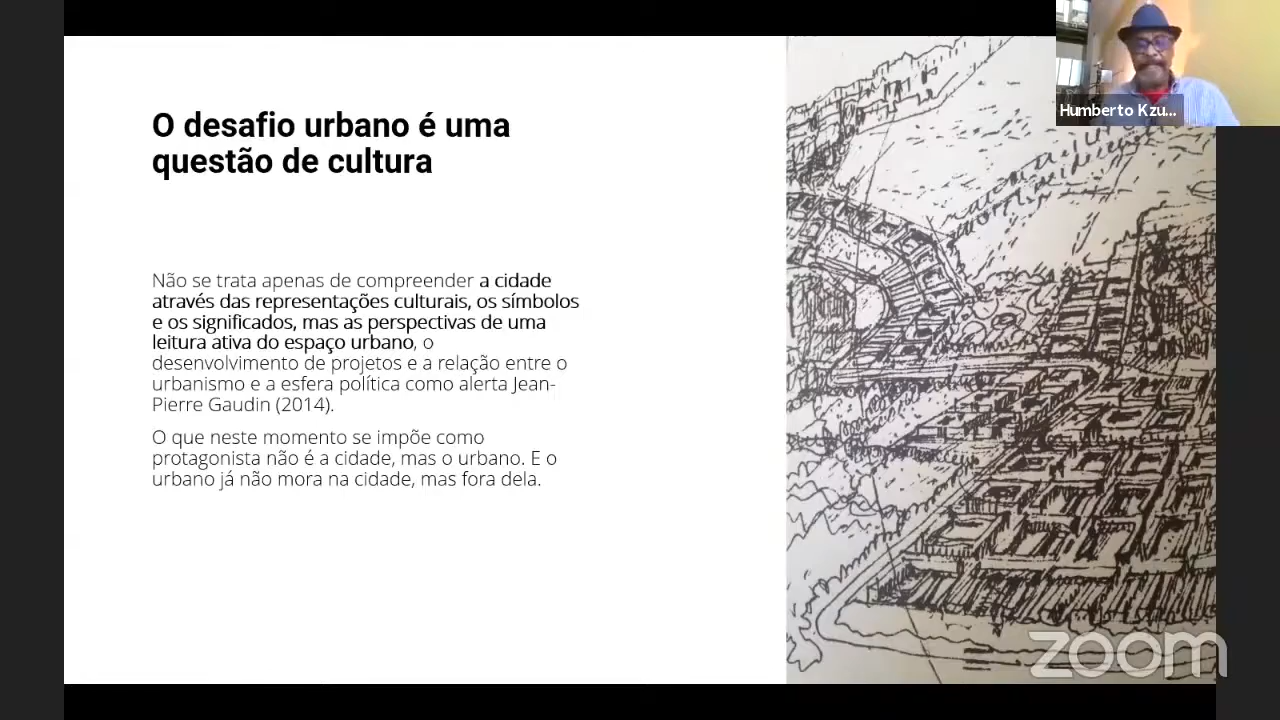 O desafio urbano é uma
questão de cultura
Não se trata apenas de compreender a cidade
através das representações culturais, os símbolos
e os significados, mas as perspectivas de uma
leitura ativa do espaço urbano, o
desenvolvimento de projetos e a relação entre o
urbanismo e a esfera política como alerta Jean-
Pierre Gaudin (2014).
O que neste momento se impõe como
protagonista não é a cidade, mas o urbano. E o
urbano já não mora na cidade, mas fora dela.
Humberto Kzu...
zoom